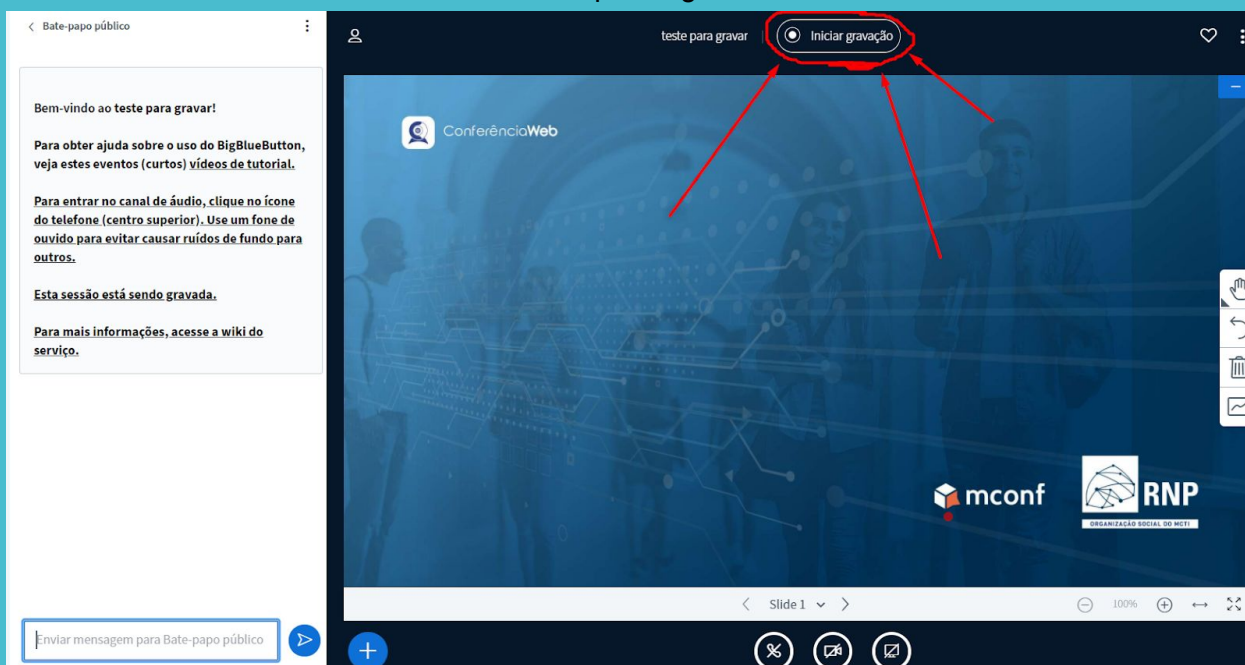 Bate-papo público
teste para gravar
Iniciar gravação
Bem-vindo ao teste para gravar!
Para obter ajuda sobre o uso do BigBlueButton,
veja estes eventos (curtos) vídeos de tutorial.
Para entrar no canal de áudio, clique no ícone
do telefone (centro superior). Use um fone de
ouvido para evitar causar ruídos de fundo para
outros.
Esta sessão está sendo gravada.
Para mais informações, acesse a wiki do
serviço.
ConferênciaWeb
mconf
RNP
ORGANIZAÇÃO SOCIAL DO MCTI
Slide 1
100%
Enviar mensagem para Bate-papo público